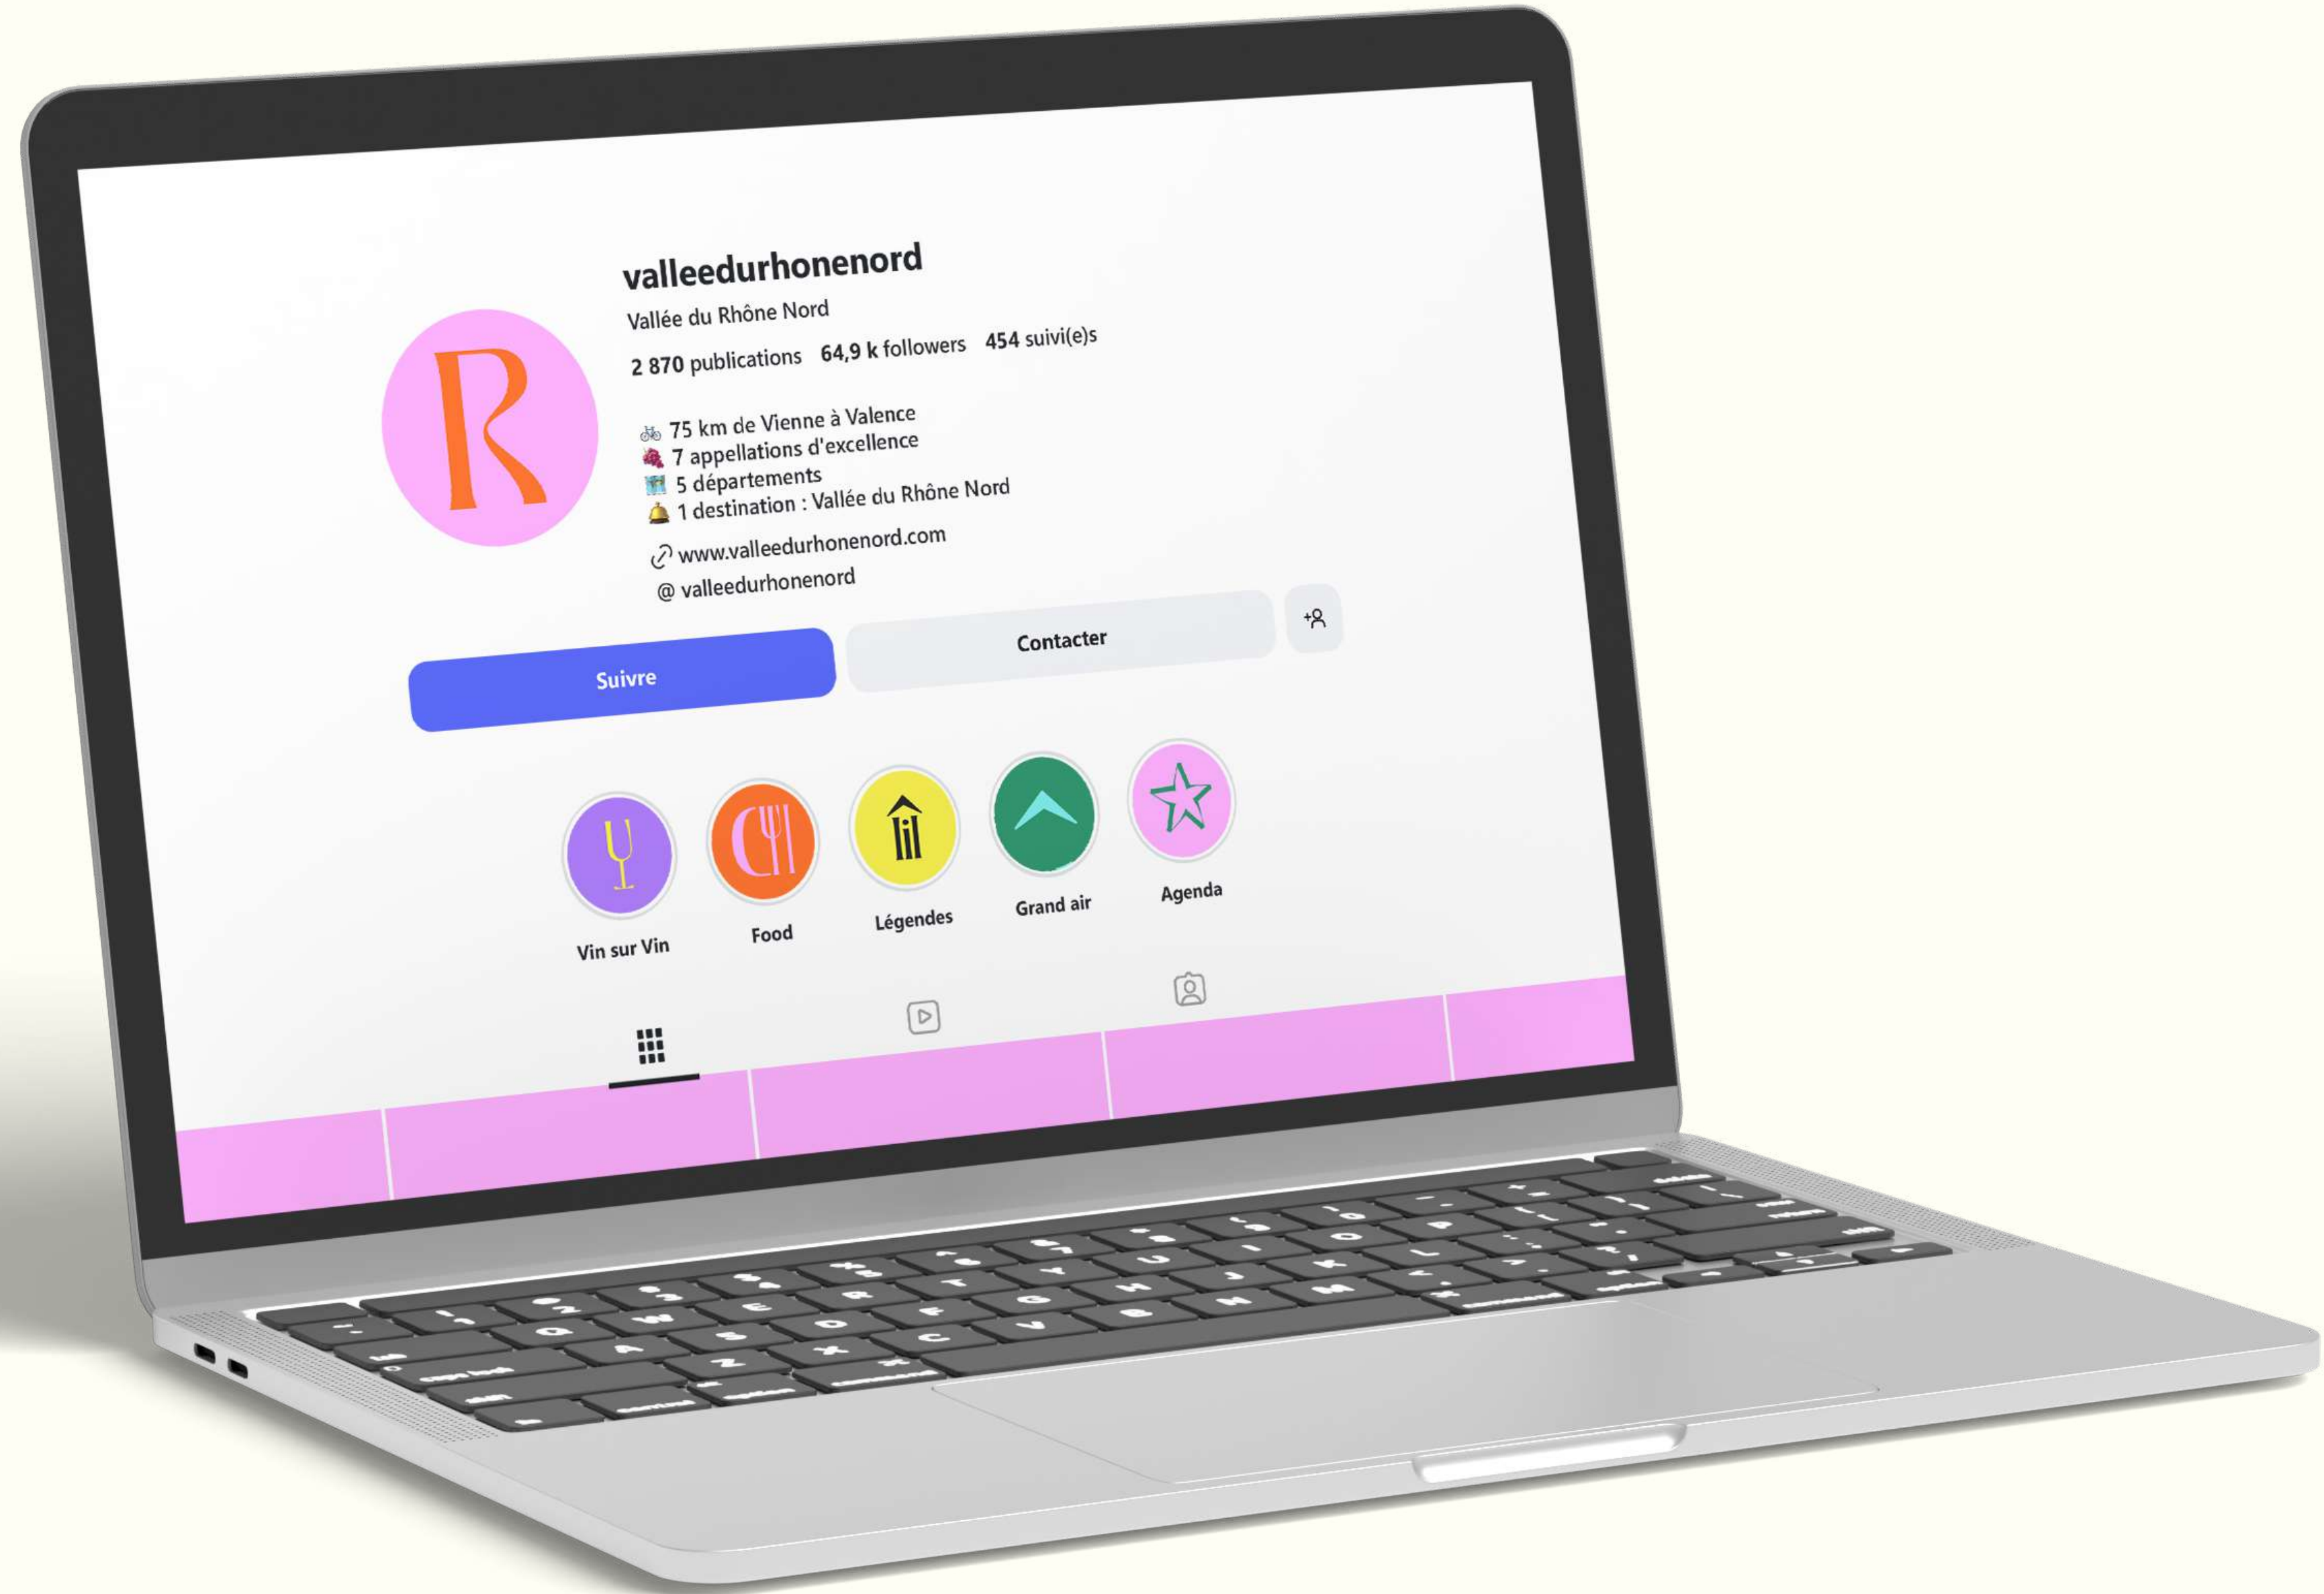 valleedurhonenord
Vallée du Rhône Nord
2 870 publications 64,9 k followers 454 suivi(e)s
75 km de Vienne à Valence
7 appellations d'excellence
5 départements
1 destination : Vallée du Rhône Nord
www.valleedurhonenord.com
@ valleedurhonenord
R
Suivre
Contacter
Vin sur Vin
Food
Légendes
Grand air
Agenda